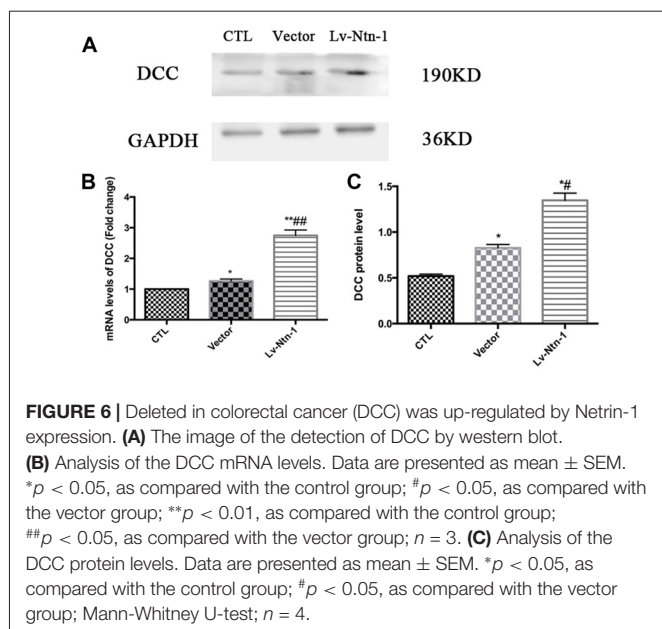 A
CTL Vector Lv-Ntn-1
DCC 190KD
GAPDH 36KD
B
mRNA levels of DCC (Fold change)
4
3
2
1
0
*
**##
CTL
Vector
Lv-Ntn-1
C
DCC protein level
1.5
1.0
0.5
0.0
*
*#
CTL
Vector
Lv-Ntn-1
FIGURE 6 | Deleted in colorectal cancer (DCC) was up-regulated by Netrin-1
expression. (A) The image of the detection of DCC by western blot.
(B) Analysis of the DCC mRNA levels. Data are presented as mean ± SEM.
*p < 0.05, as compared with the control group; #p < 0.05, as compared with
the vector group; **p < 0.01, as compared with the control group;
##p < 0.05, as compared with the vector group; n = 3. (C) Analysis of the
DCC protein levels. Data are presented as mean ± SEM. *p < 0.05, as
compared with the control group; #p < 0.05, as compared with the vector
group; Mann-Whitney U-test; n = 4.